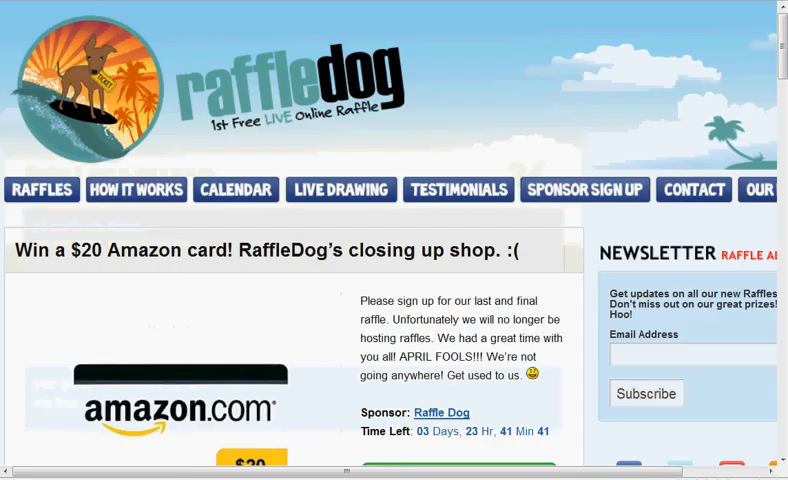 TICKET
raffledog
1st Free LIVE Online Raffle
RAFFLES HOW IT WORKS CALENDAR LIVE DRAWING TESTIMONIALS SPONSOR SIGN UP CONTACT OUR
Win a $20 Amazon card! RaffleDog's closing up shop. :(
Please sign up for our last and final
raffle. Unfortunately we will no longer be
hosting raffles. We had a great time with
you all! APRIL FOOLS!!! We're not
going anywhere! Get used to us.
Sponsor: Raffle Dog
Time Left: 03 Days, 23 Hr, 41 Min 41
amazon.com
$20
NEWSLETTER RAFFLE AL
Get updates on all our new Raffles
Don't miss out on our great prizes!
Hoo!
Email Address
Subscribe